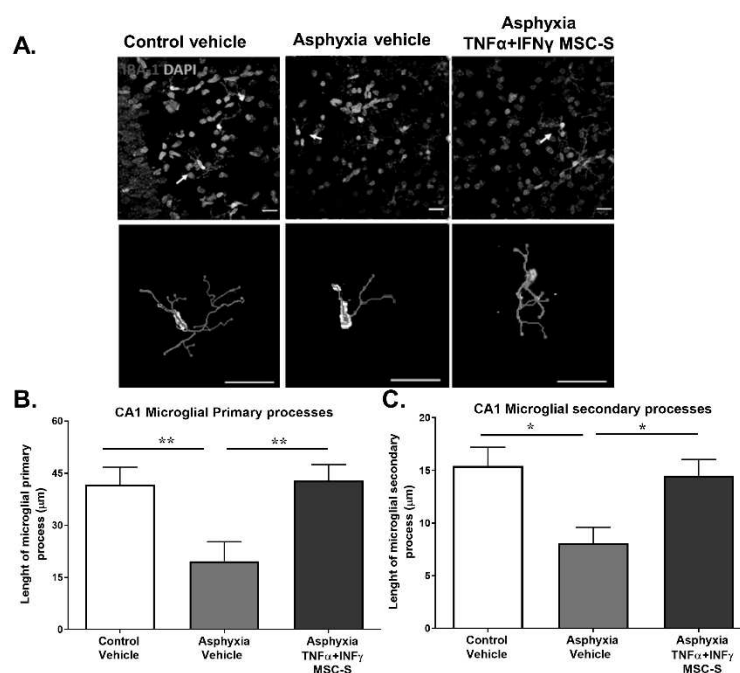 A.
Control vehicle
Asphyxia vehicle
Asphyxia
TNFα+IFNγ MSC-S
IBA-1 DAPI
B.
CA1 Microglial Primary processes
Lenght of microglial primary
process (μm)
60
45
30
15
0
**
**
Control
Vehicle
Asphyxia
Vehicle
Asphyxia
TNFα+INFγ
MSC-S
C.
CA1 Microglial secondary processes
Lenght of microglial secondary
process (μm)
20
15
10
5
0
*
*
Control
Vehicle
Asphyxia
Vehicle
Asphyxia
TNFα+INFγ
MSC-S